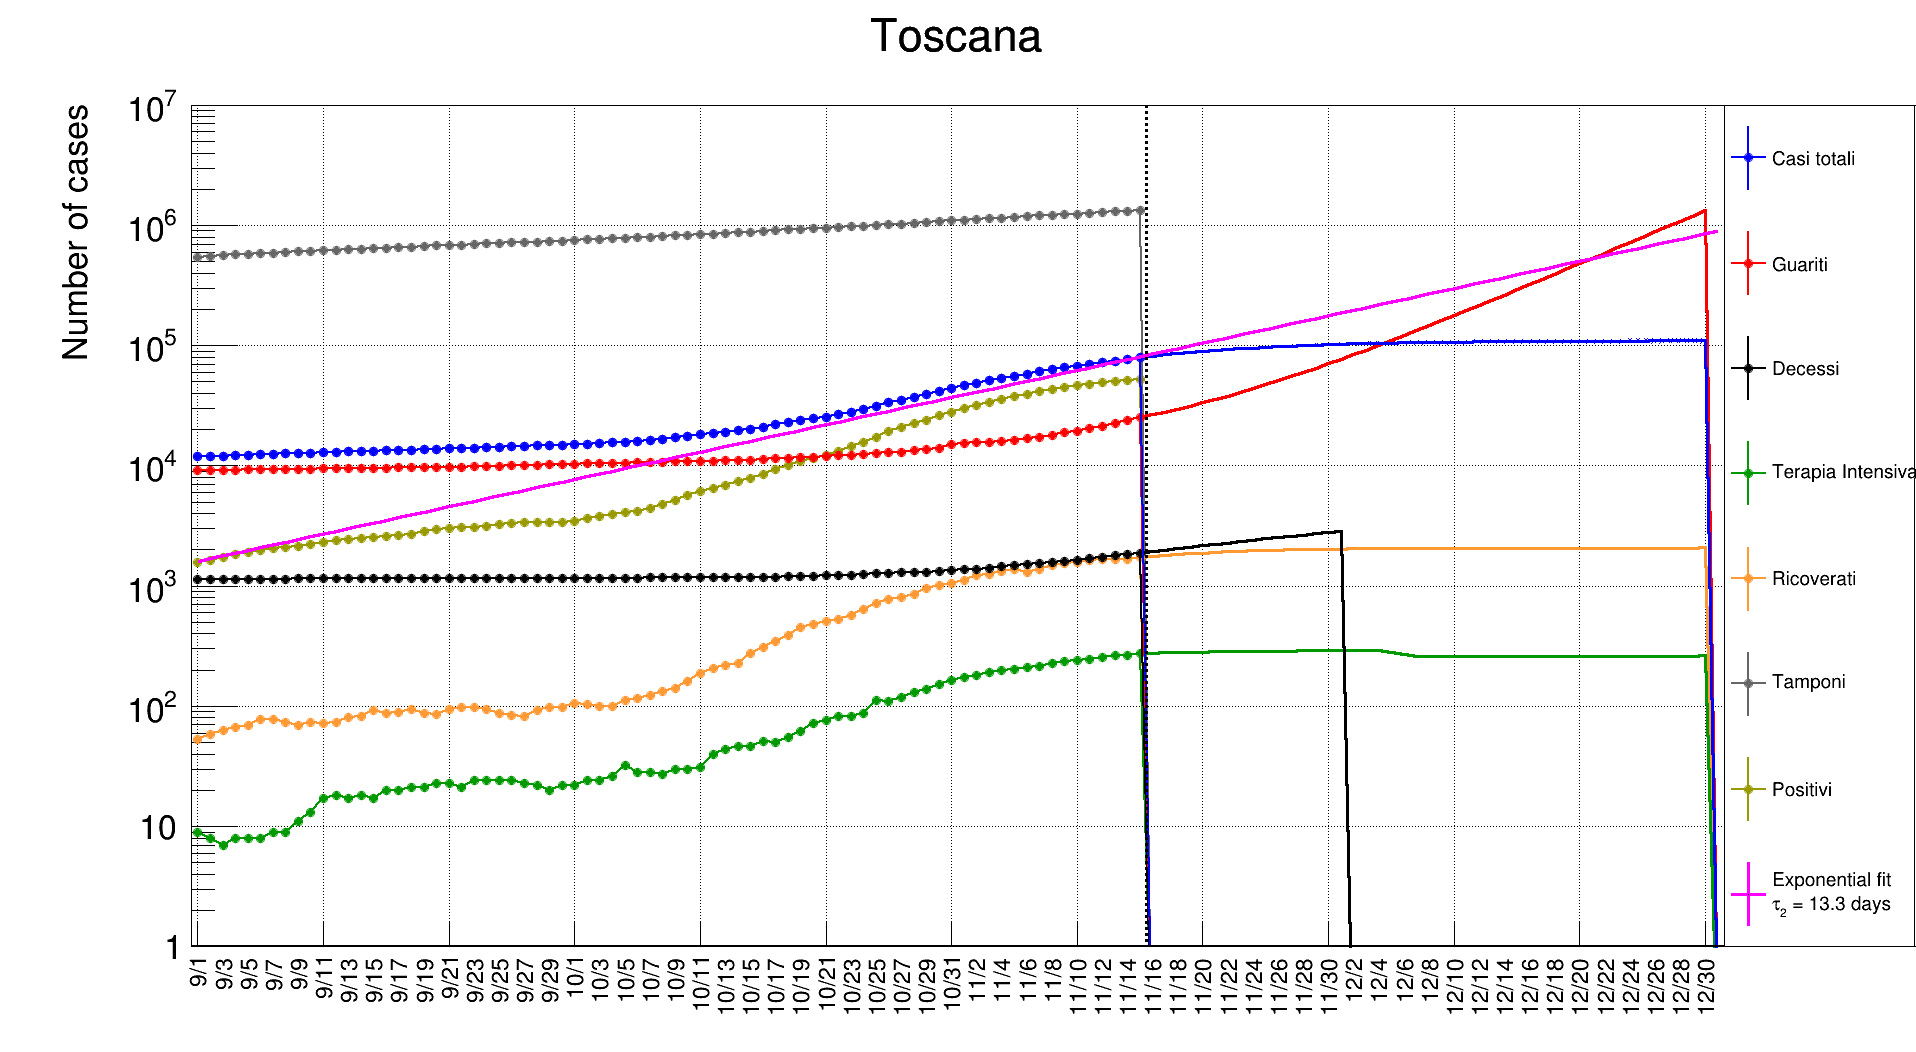 Toscana
Number of cases
10^7
10^6
10^5
10^4
10^3
10^2
10
1
9/1 9/3 9/5 9/7 9/9 9/11 9/13 9/15 9/17 9/19 9/21 9/23 9/25 9/27 9/29 10/1 10/3 10/5 10/7 10/9 10/11 10/13 10/15 10/17 10/19 10/21 10/23 10/25 10/27 10/29 10/31 11/2 11/4 11/6 11/8 11/10 11/12 11/14 11/16 11/18 11/20 11/22 11/24 11/26 11/28 11/30 12/2 12/4 12/6 12/8 12/10 12/12 12/14 12/16 12/18 12/20 12/22 12/24 12/26 12/28 12/30
Casi totali
Guariti
Decessi
Terapia Intensiva
Ricoverati
Tamponi
Positivi
Exponential fit
τ₂ = 13.3 days